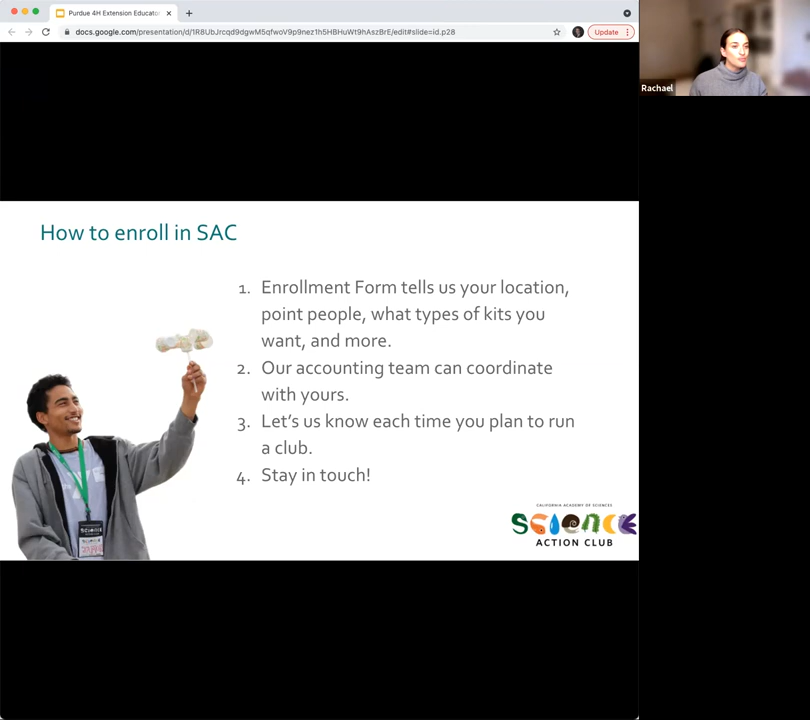 Purdue 4H Extension Educator
docs.google.com/presentation/d/1R8UbJrcqd9dgwM5qfwoV9p9nez1h5HBHuWt9hAszBrE/edit#slide=id.p28
Update
Rachael
How to enroll in SAC
1. Enrollment Form tells us your location,
point people, what types of kits you
want, and more.
2. Our accounting team can coordinate
with yours.
3. Let's us know each time you plan to run
a club.
4. Stay in touch!
CALIFORNIA ACADEMY OF SCIENCES
SCIENCE
ACTION CLUB